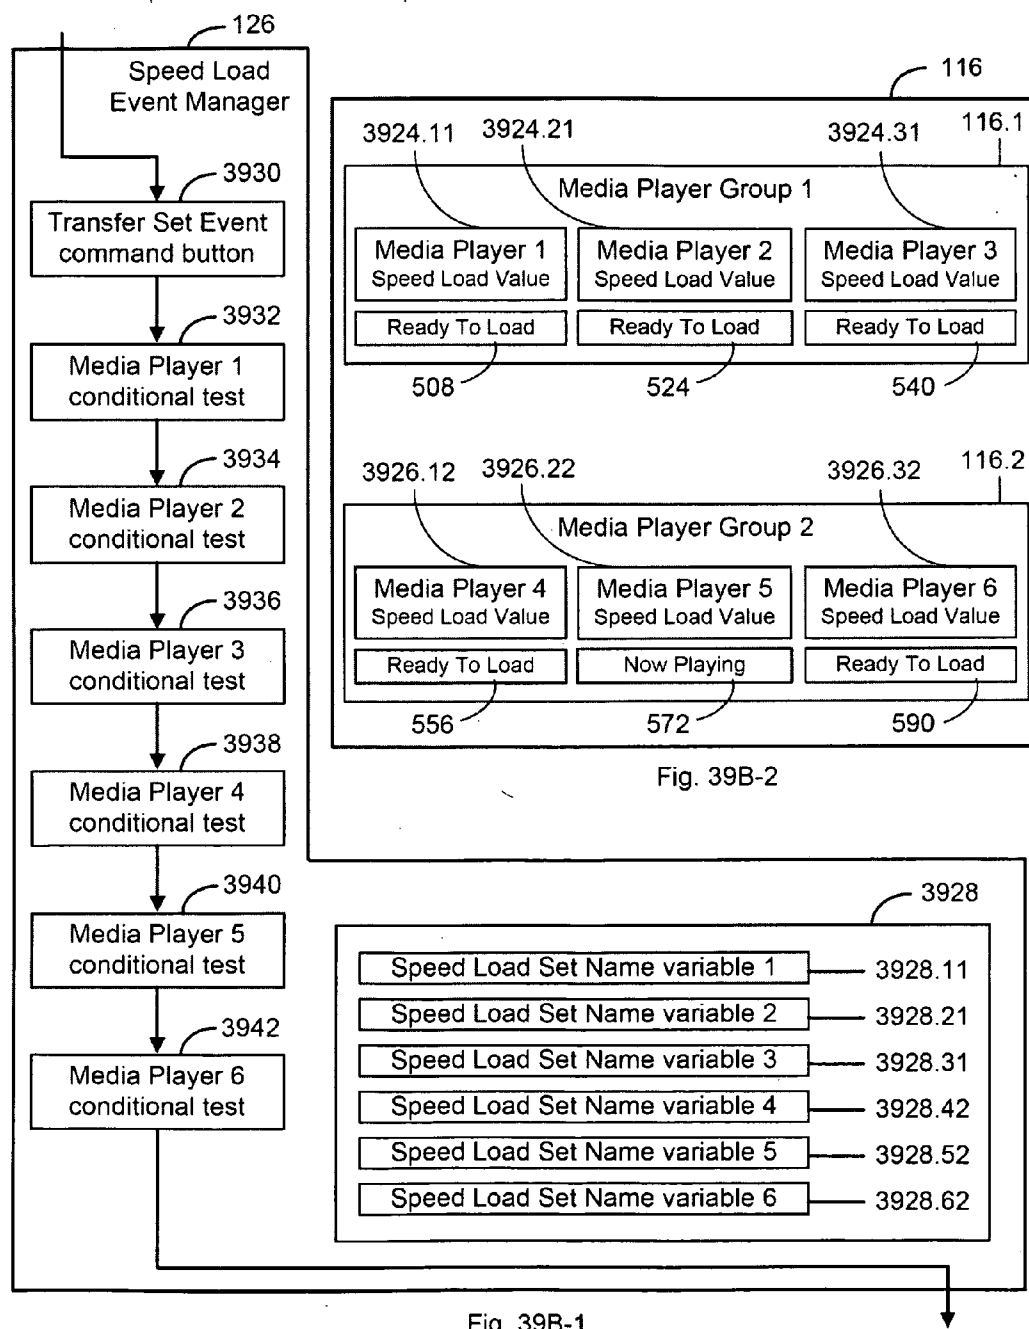 126
Speed Load
Event Manager
3930
Transfer Set Event
command button
3932
Media Player 1
conditional test
3934
Media Player 2
conditional test
3936
Media Player 3
conditional test
3938
Media Player 4
conditional test
3940
Media Player 5
conditional test
3942
Media Player 6
conditional test
116
3924.11
3924.21
3924.31
116.1
Media Player Group 1
Media Player 1
Speed Load Value
Media Player 2
Speed Load Value
Media Player 3
Speed Load Value
Ready To Load
Ready To Load
Ready To Load
508
524
540
3926.12
3926.22
3926.32
116.2
Media Player Group 2
Media Player 4
Speed Load Value
Media Player 5
Speed Load Value
Media Player 6
Speed Load Value
Ready To Load
Now Playing
Ready To Load
556
572
590
Fig. 39B-2
3928
Speed Load Set Name variable 1
3928.11
Speed Load Set Name variable 2
3928.21
Speed Load Set Name variable 3
3928.31
Speed Load Set Name variable 4
3928.42
Speed Load Set Name variable 5
3928.52
Speed Load Set Name variable 6
3928.62
Fig. 39B-1